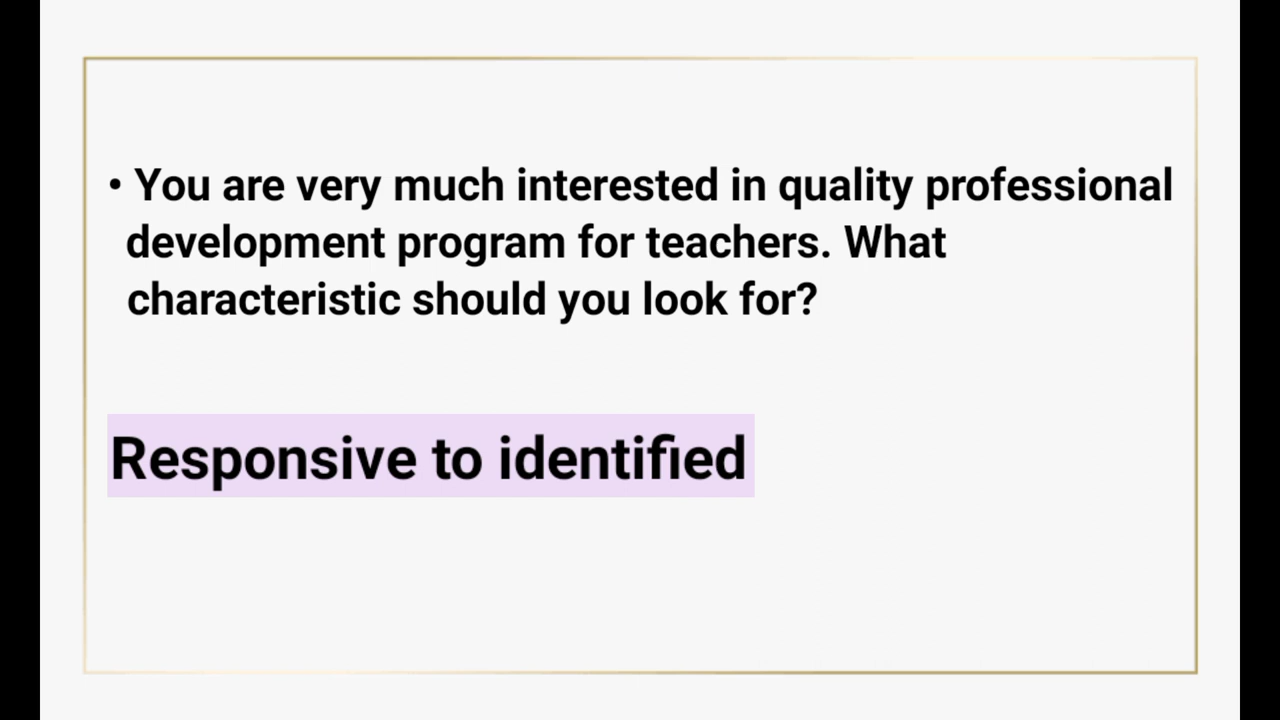 • You are very much interested in quality professional
development program for teachers. What
characteristic should you look for?
Responsive to identified